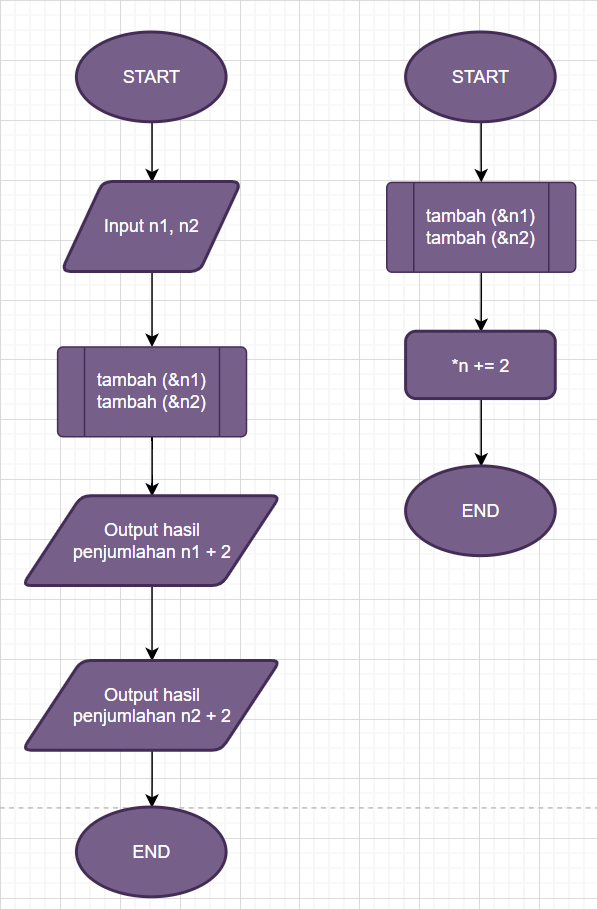 START
Input n1, n2
tambah (&n1)
tambah (&n2)
Output hasil
penjumlahan n1 + 2
Output hasil
penjumlahan n2 + 2
END
START
tambah (&n1)
tambah (&n2)
*n += 2
END